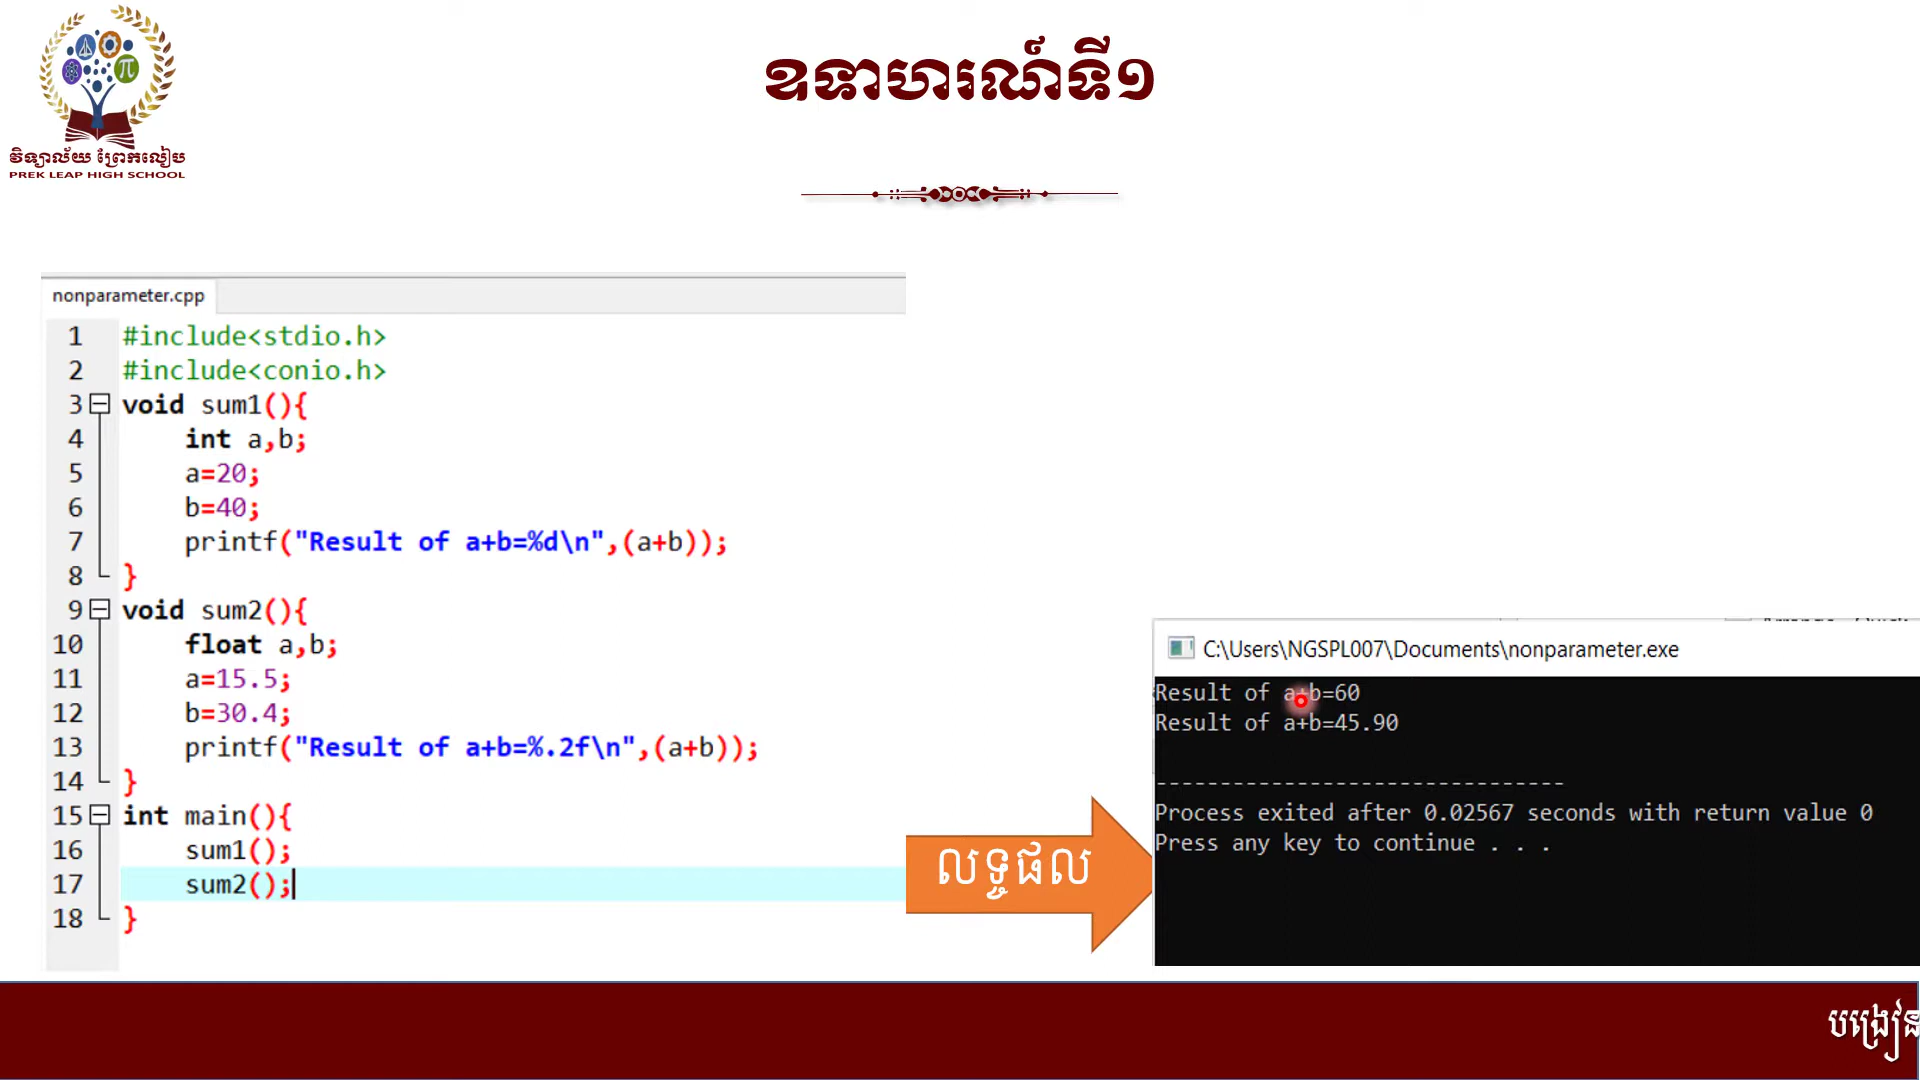 វិទ្យាល័យ ព្រែកលៀប
PREK LEAP HIGH SCHOOL
ឧទាហរណ៍ទី១
nonparameter.cpp
1 #include<stdio.h>
2 #include<conio.h>
3 void sum1(){
4 int a,b;
5 a=20;
6 b=40;
7 printf("Result of a+b=%d\n",(a+b));
8 }
9 void sum2(){
10 float a,b;
11 a=15.5;
12 b=30.4;
13 printf("Result of a+b=%.2f\n",(a+b));
14 }
15 int main(){
16 sum1();
17 sum2();
18 }
លទ្ធផល
C:\Users\NGSPL007\Documents\nonparameter.exe
Result of a+b=60
Result of a+b=45.90
--------------------------------
Process exited after 0.02567 seconds with return value 0
Press any key to continue . . .
បង្រៀន